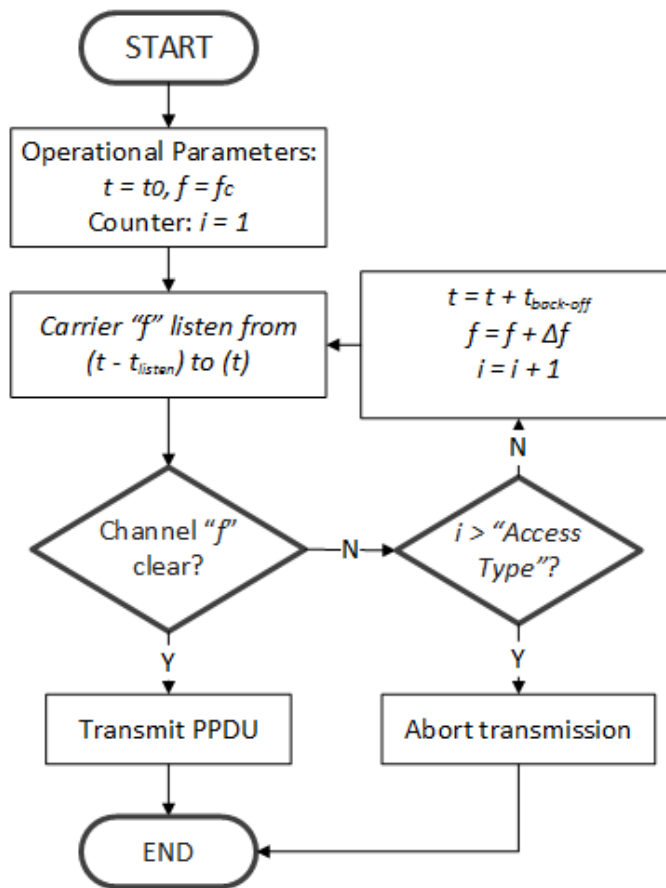 START
Operational Parameters:
t = t0, f = fc
Counter: i = 1
Carrier "f" listen from
(t - tlisten) to (t)
t = t + tback-off
f = f + Δf
i = i + 1
N
Channel "f"
clear?
N
i > "Access
Type"?
Y
Y
Transmit PPDU
Abort transmission
END